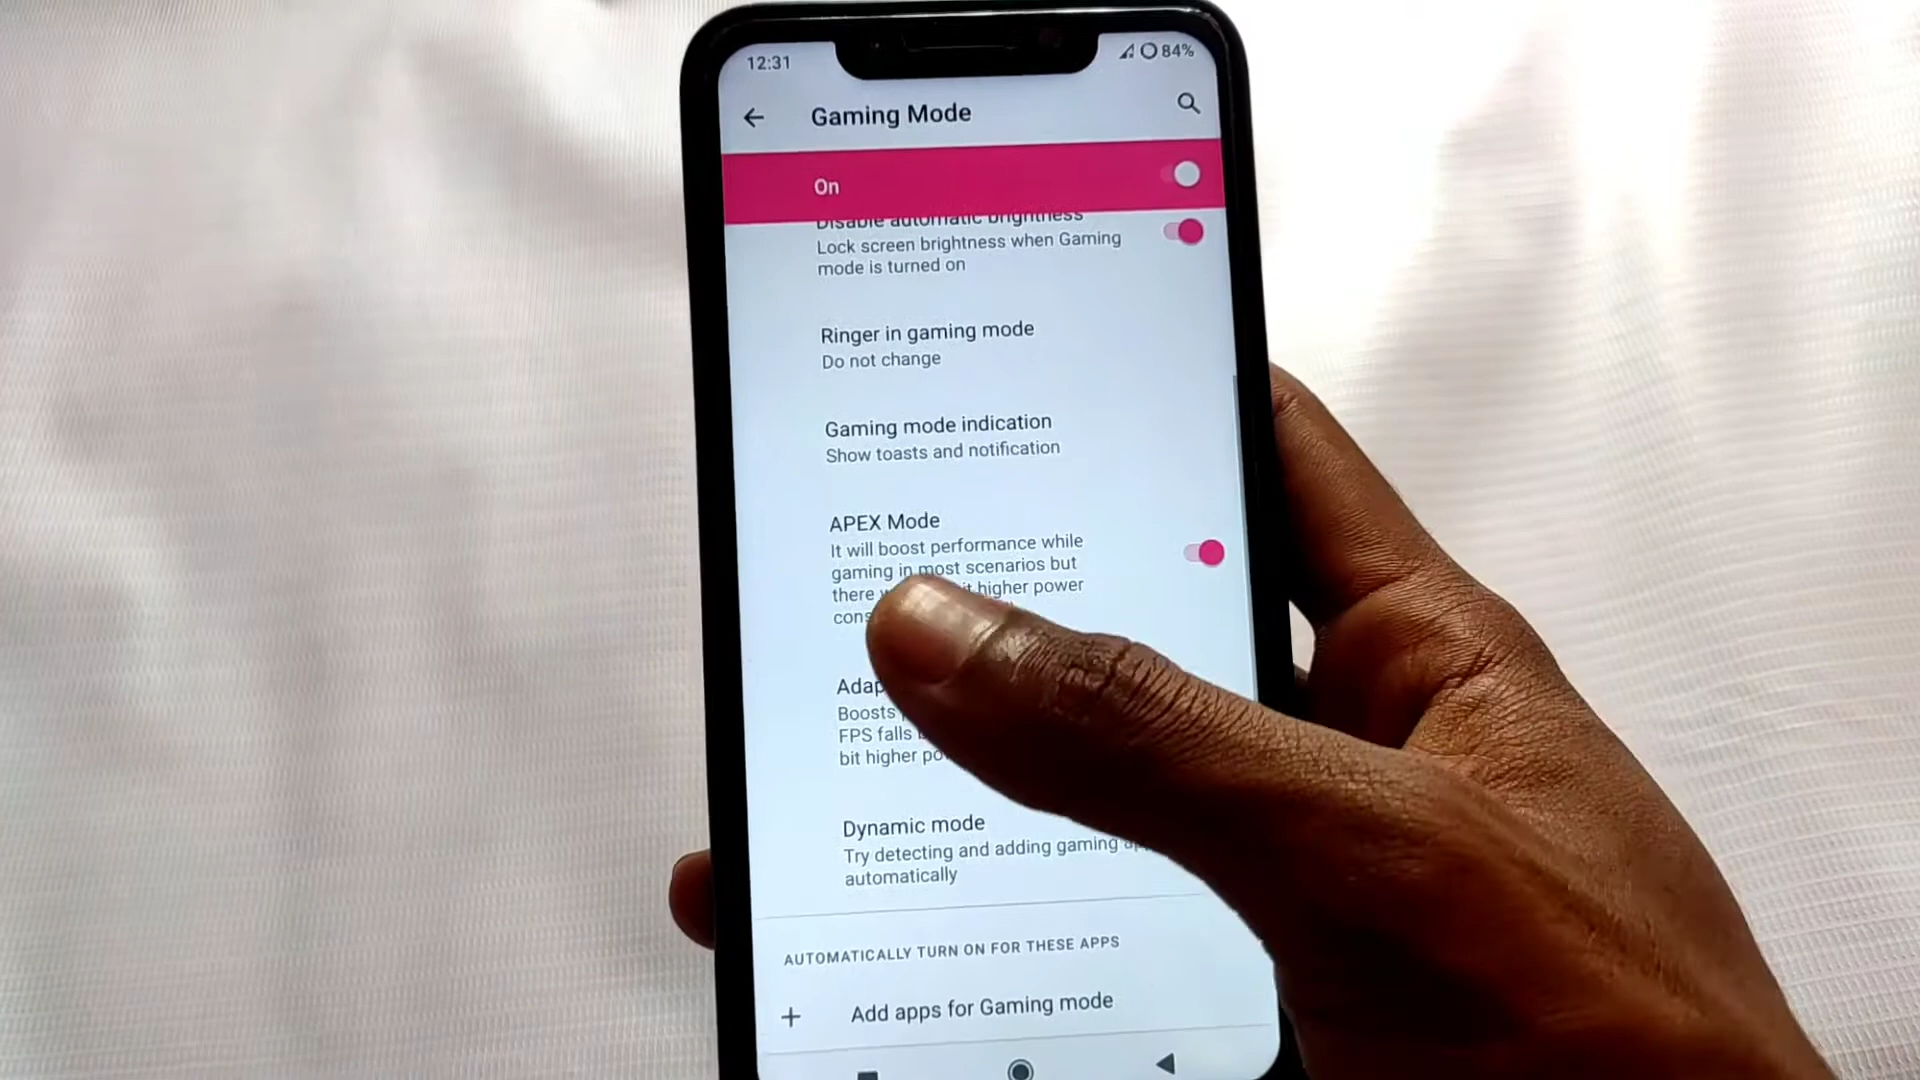 12:31
84%
Gaming Mode
On
Disable automatic brightness
Lock screen brightness when Gaming
mode is turned on
Ringer in gaming mode
Do not change
Gaming mode indication
Show toasts and notification
APEX Mode
It will boost performance while
gaming in most scenarios but
there higher power
Boosts
FPS falls
bit higher
Dynamic mode
Try detecting and adding gaming
automatically
AUTOMATICALLY TURN ON FOR THESE APPS
Add apps for Gaming mode